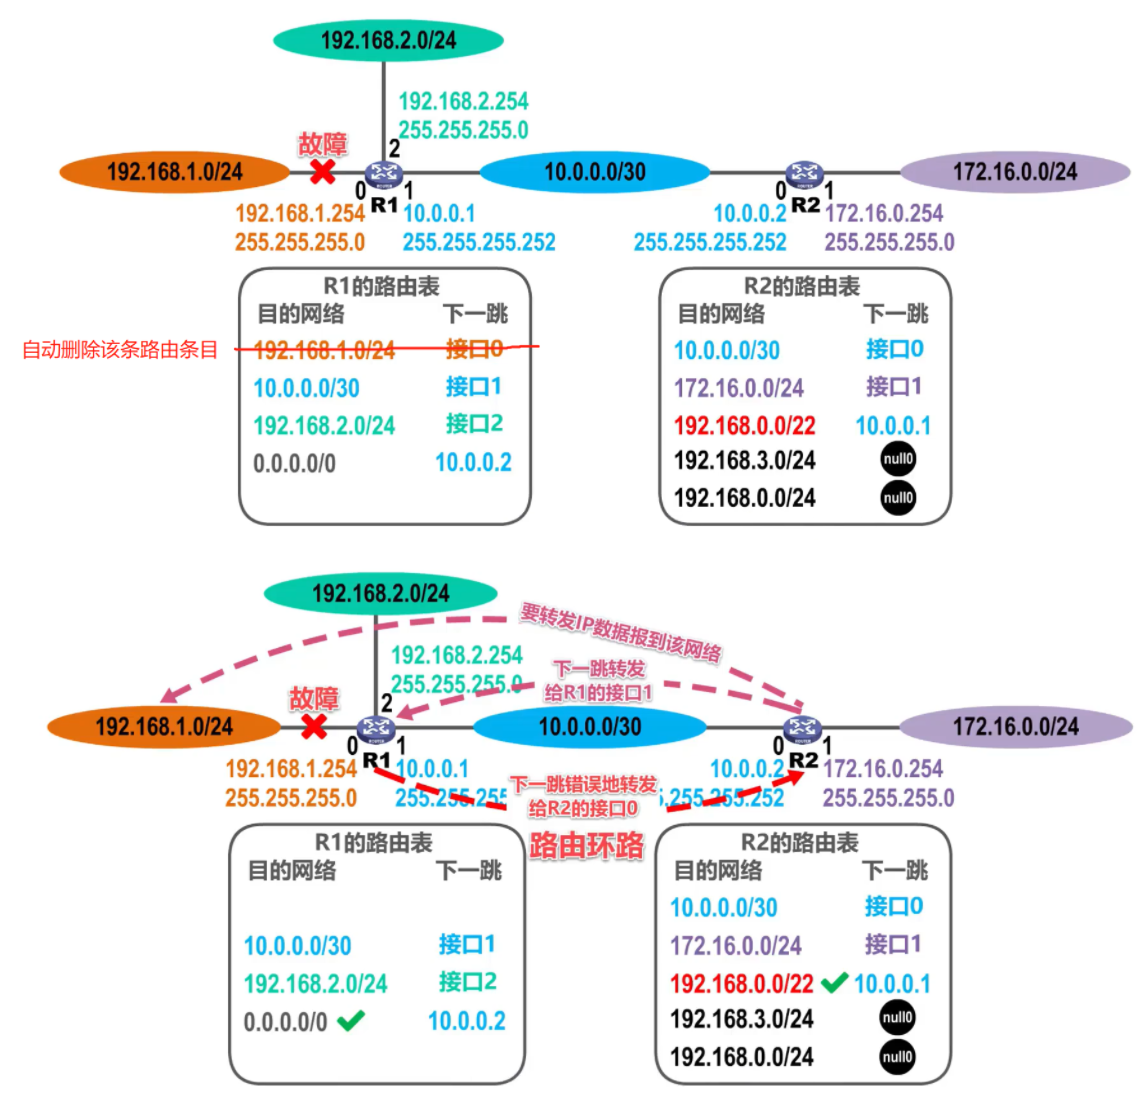 192.168.2.0/24
192.168.2.254
255.255.255.0
故障
2
192.168.1.0/24
10.0.0.0/30
172.16.0.0/24
0
R1
1
0
R2
1
192.168.1.254
10.0.0.1
10.0.0.2
172.16.0.254
255.255.255.0
255.255.255.252
255.255.255.252
255.255.255.0
R1的路由表
目的网络 下一跳
自动删除该条路由条目
192.168.1.0/24 接口0
10.0.0.0/30 接口1
192.168.2.0/24 接口2
0.0.0.0/0 10.0.0.2
R2的路由表
目的网络 下一跳
10.0.0.0/30 接口0
172.16.0.0/24 接口1
192.168.0.0/22 10.0.0.1
192.168.3.0/24 null0
192.168.0.0/24 null0
192.168.2.0/24
要转发IP数据报到该网络
192.168.2.254
255.255.255.0
下一跳转发
给R1的接口1
故障
2
192.168.1.0/24
10.0.0.0/30
172.16.0.0/24
0
R1
1
0
R2
1
192.168.1.254
10.0.0.1
10.0.0.2
172.16.0.254
255.255.255.0
255.255.255
.255.255.252
255.255.255.0
下一跳错误地转发
给R2的接口0
路由环路
R1的路由表
目的网络 下一跳
10.0.0.0/30 接口1
192.168.2.0/24 接口2
0.0.0.0/0 10.0.0.2
R2的路由表
目的网络 下一跳
10.0.0.0/30 接口0
172.16.0.0/24 接口1
192.168.0.0/22 10.0.0.1
192.168.3.0/24 null0
192.168.0.0/24 null0